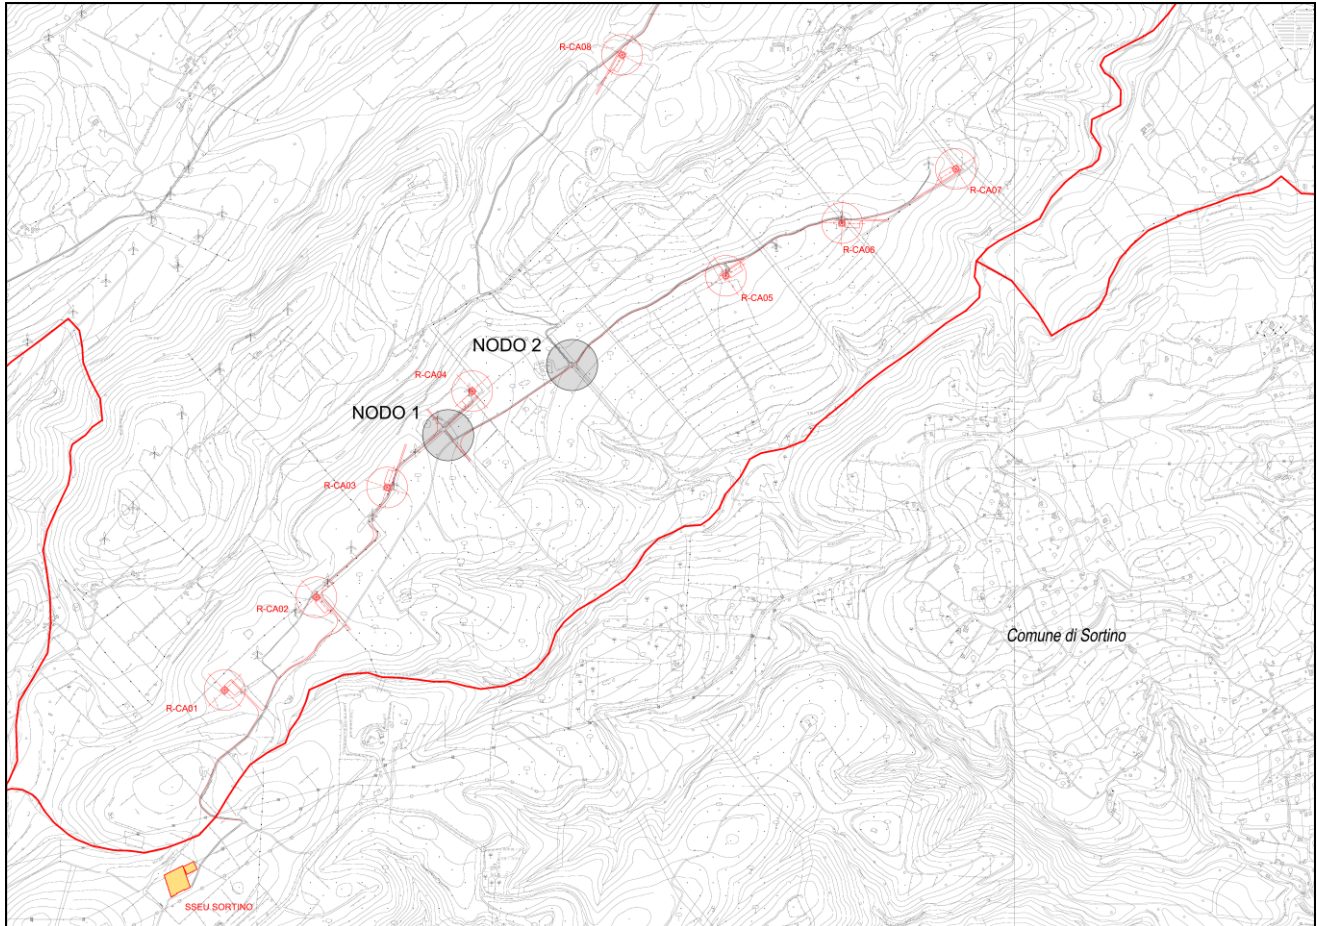 R-CA08
R-CA07
R-CA06
R-CA05
NODO 2
R-CA04
NODO 1
R-CA03
R-CA02
Comune di Sortino
R-CA01
SSEU SORTINO